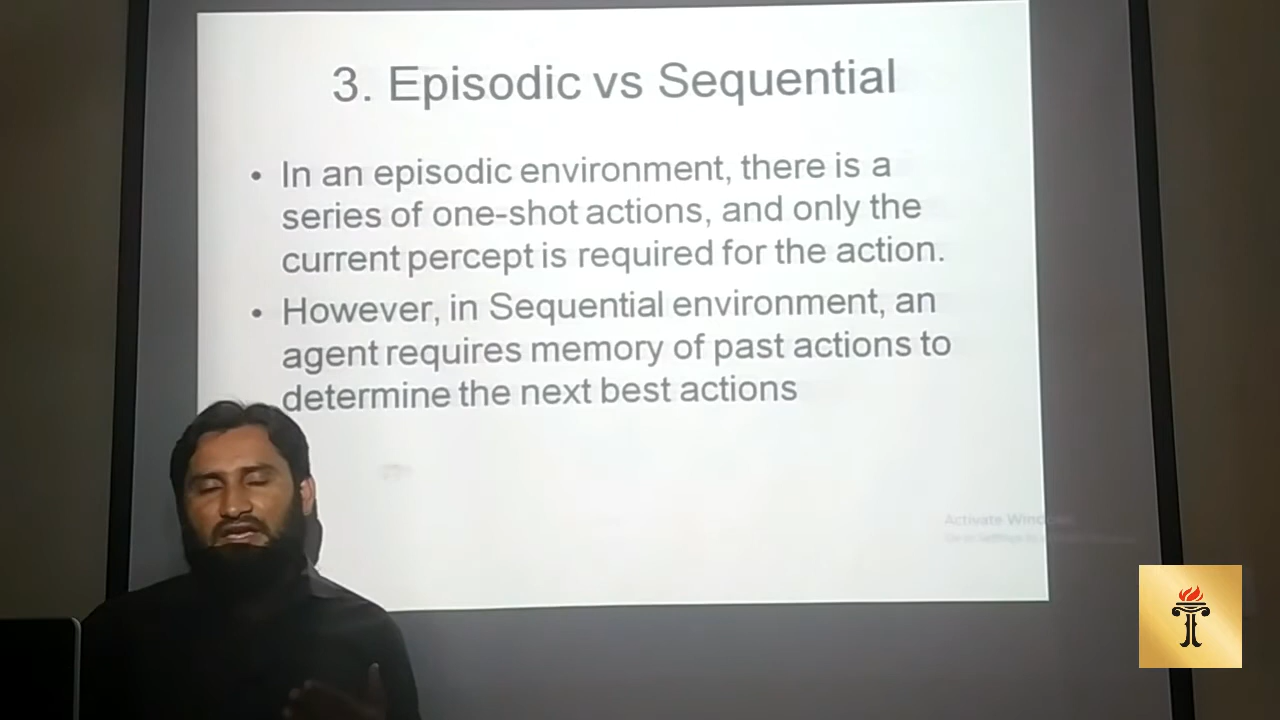 3. Episodic vs Sequential
• In an episodic environment, there is a
series of one-shot actions, and only the
current percept is required for the action.
• However, in Sequential environment, an
agent requires memory of past actions to
determine the next best actions
Activate Windows